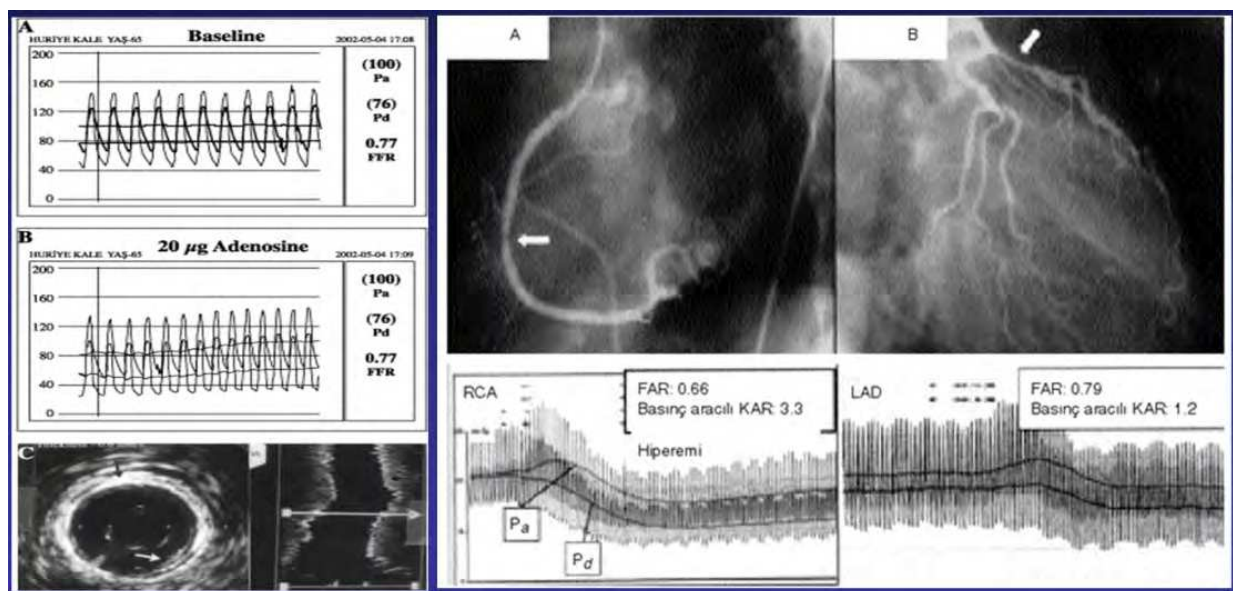 A
HURİYE KALE YAŞ-65 Baseline 2002-05-04 17:08
200
160
120
80
40
0
(100)
Pa
(76)
Pd
0.77
FFR
B
20 µg Adenosine
HURİYE KALE YAŞ-65 2002-05-04 17:09
200
160
120
80
40
0
(100)
Pa
(76)
Pd
0.77
FFR
C
A
B
RCA
FAR: 0.66
Basınç aracılı KAR: 3.3
Hiperemi
Pa
Pd
LAD
FAR: 0.79
Basınç aracılı KAR: 1.2